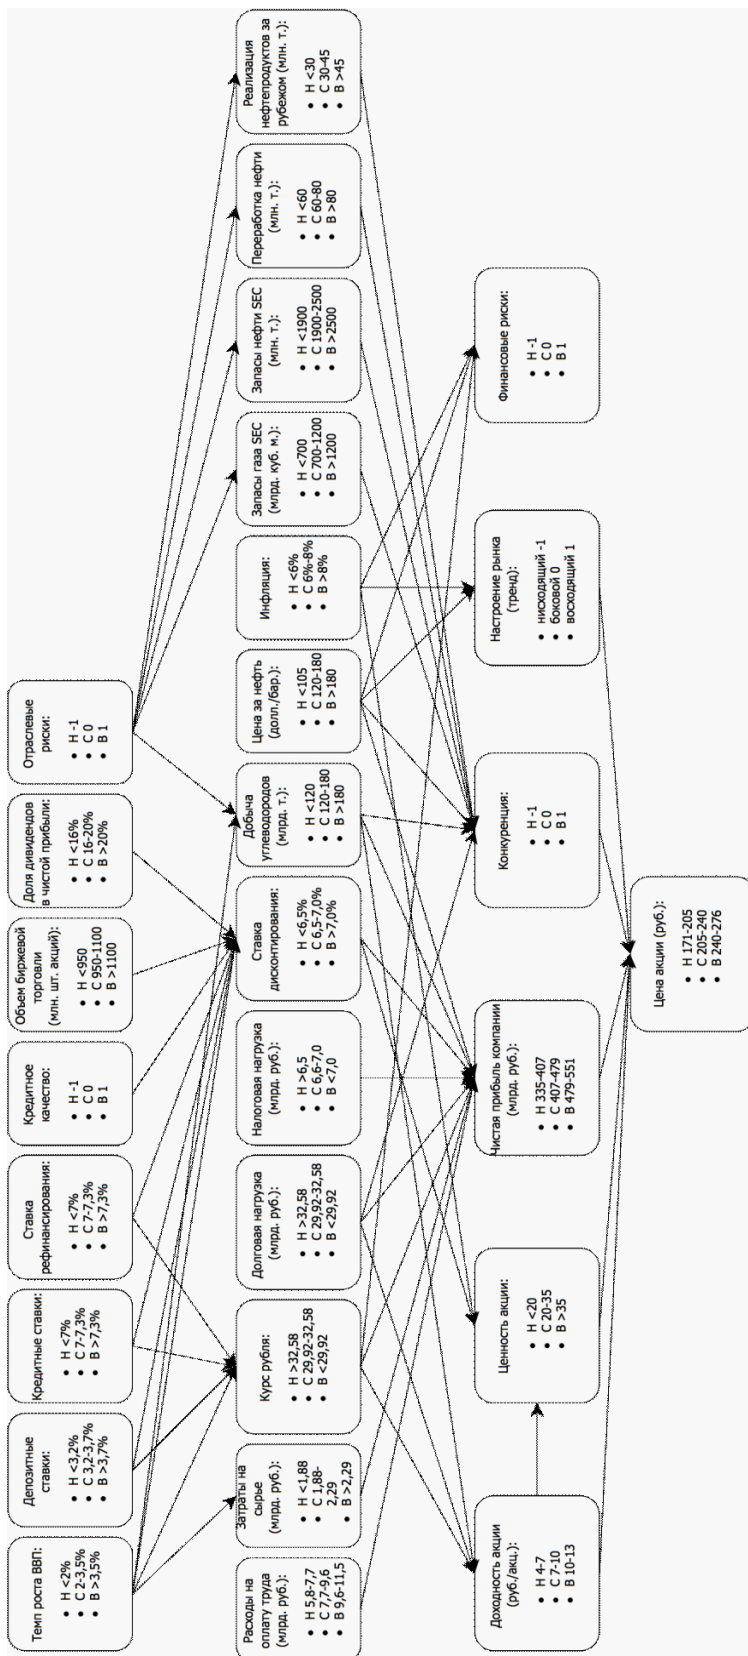 Темп роста ВВП:
• Н <2%
• С 2-3,5%
• В >3,5%
Депозитные
ставки:
• Н <3,2%
• С 3,2-3,7%
• В >3,7%
Кредитные ставки:
• Н <7%
• С 7-7,3%
• В >7,3%
Ставка
рефинансирования:
• Н <7%
• С 7-7,3%
• В >7,3%
Кредитное
качество:
• Н -1
• С 0
• В 1
Объем биржевой
торговли
(млн. шт. акций):
• Н <950
• С 950-1100
• В >1100
Доля дивидендов
в чистой прибыли:
• Н <16%
• С 16-20%
• В >20%
Отраслевые
риски:
• Н -1
• С 0
• В 1
Расходы на
оплату труда
(млрд. руб.):
• Н 5,8-7,7
• С 7,7-9,6
• В 9,6-11,5
Затраты на
сырье
(млрд. руб.):
• Н <1,88
• С 1,88-
2,29
• В >2,29
Курс рубля:
• Н >32,58
• С 29,92-32,58
• В <29,92
Долговая нагрузка
(млрд. руб.):
• Н >32,58
• С 29,92-32,58
• В <29,92
Налоговая нагрузка
(млрд. руб.):
• Н >6,5
• С 6,6-7,0
• В <7,0
Ставка
дисконтирования:
• Н <6,5%
• С 6,5-7,0%
• В >7,0%
Добыча
углеводородов
(млрд. т.):
• Н <120
• С 120-180
• В >180
Цена за нефть
(долл./бар.):
• Н <105
• С 120-180
• В >180
Инфляция:
• Н <6%
• С 6%-8%
• В >8%
Запасы газа SEC
(млрд. куб. м.):
• Н <700
• С 700-1200
• В >1200
Запасы нефти SEC
(млн. т.):
• Н <1900
• С 1900-2500
• В >2500
Переработка нефти
(млн. т.):
• Н <60
• С 60-80
• В >80
Реализация
нефтепродуктов за
рубежом (млн. т.):
• Н <30
• С 30-45
• В >45
Доходность акции
(руб./акц.):
• Н 4-7
• С 7-10
• В 10-13
Ценность акции:
• Н <20
• С 20-35
• В >35
Чистая прибыль компании
(млрд. руб.):
• Н 335-407
• С 407-479
• В 479-551
Конкуренция:
• Н -1
• С 0
• В 1
Настроение рынка
(тренд):
• нисходящий -1
• боковой 0
• восходящий 1
Финансовые риски:
• Н -1
• С 0
• В 1
Цена акции (руб.):
• Н 171-205
• С 205-240
• В 240-276